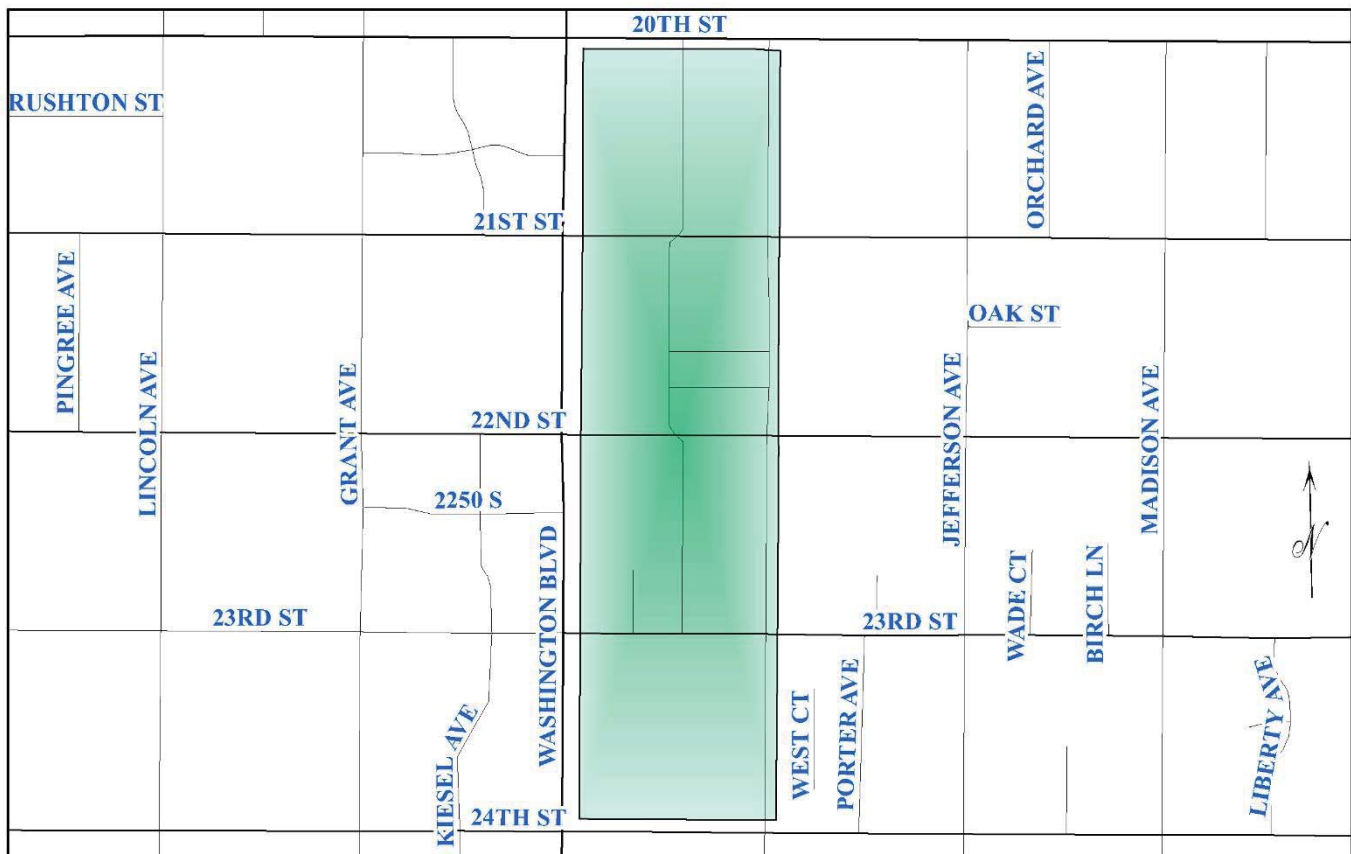 20TH ST
RUSHTON ST
ORCHARD AVE
21ST ST
PINGREE AVE
OAK ST
LINCOLN AVE
GRANT AVE
JEFFERSON AVE
MADISON AVE
22ND ST
2250 S
N
WASHINGTON BLVD
WADE CT
BIRCH LN
23RD ST
23RD ST
KIESEL AVE
WEST CT
PORTER AVE
LIBERTY AVE
24TH ST